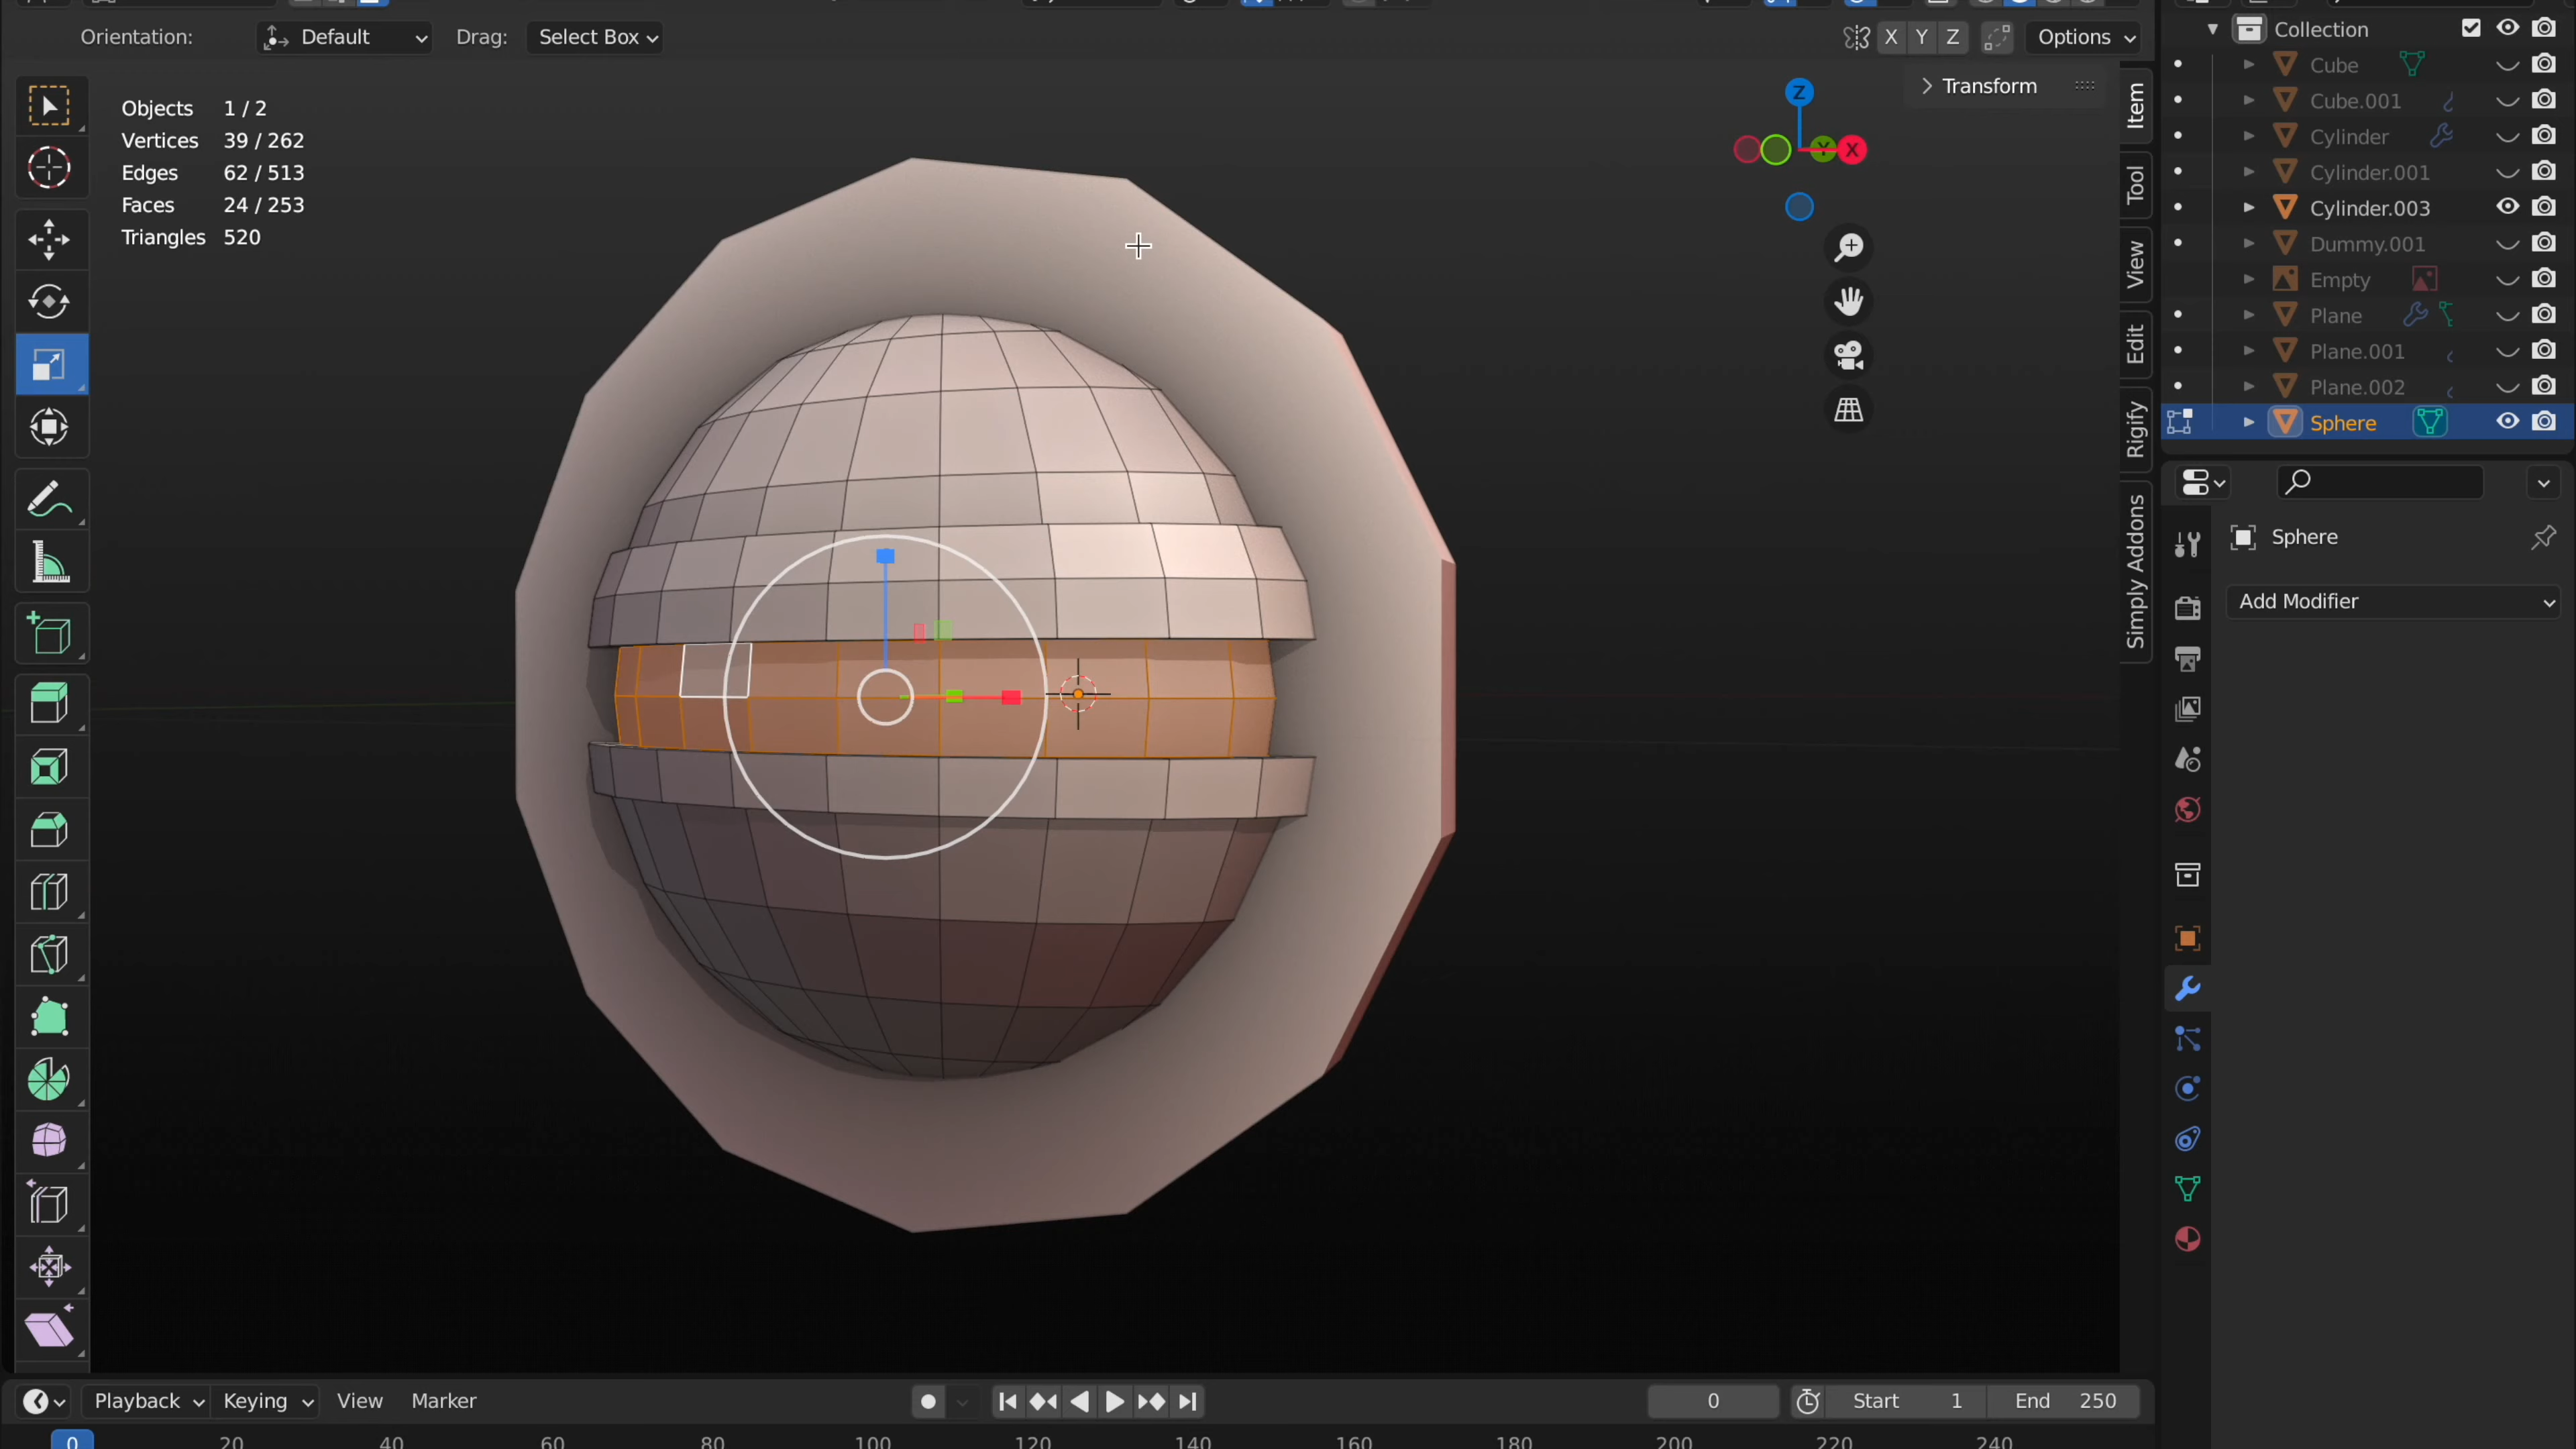 Orientation: Default Drag: Select Box X Y Z Options
Objects 1 / 2
Vertices 39 / 262
Edges 62 / 513
Faces 24 / 253
Triangles 520
Z
Y X
Transform
Item
Tool
View
Edit
Rigify
Simply Addons
Collection
Cube
Cube.001
Cylinder
Cylinder.001
Cylinder.003
Dummy.001
Empty
Plane
Plane.001
Plane.002
Sphere
Sphere
Add Modifier
Playback Keying View Marker 0 Start 1 End 250
0 20 40 60 80 100 120 140 160 180 200 220 240